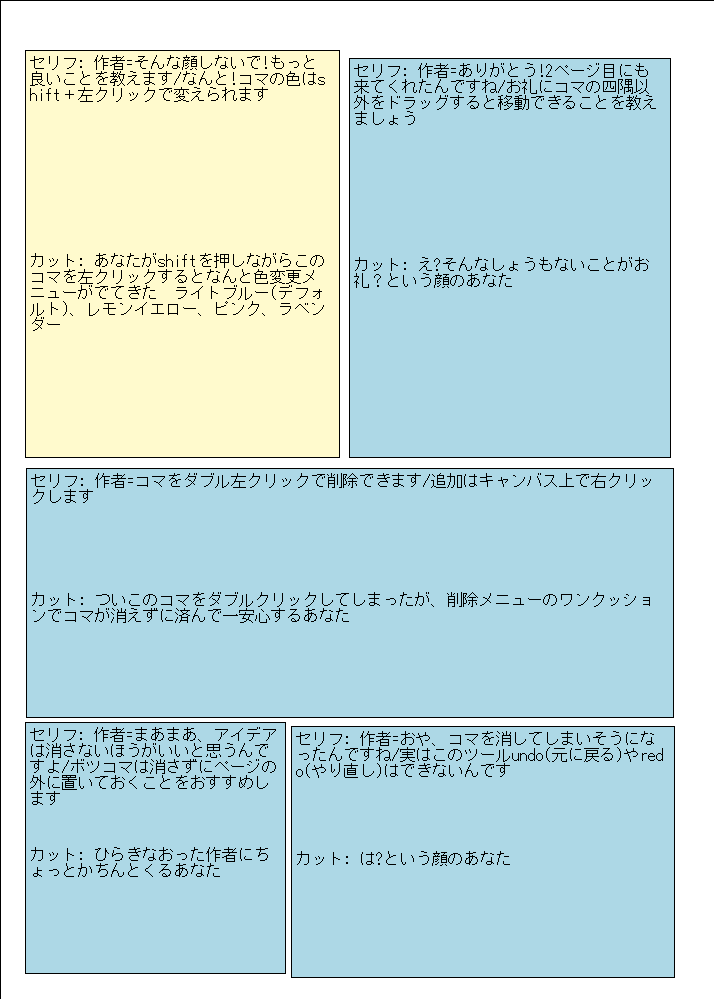 セリフ: 作者=ありがとう!2ページ目にも
来てくれたんですね/お礼にコマの四隅以
外をドラッグすると移動できることを教え
ましょう
カット: え?そんなしょうもないことがお
礼？という顔のあなた
セリフ: 作者=そんな顔しないで!もっと
良いことを教えます/なんと!コマの色はs
hift＋左クリックで変えられます
カット: あなたがshiftを押しながらこの
コマを左クリックするとなんと色変更メ
ニューがでてきた　ライトブルー(デフォ
ルト)、レモンイエロー、ピンク、ラベン
ダー
セリフ: 作者=コマをダブル左クリックで削除できます/追加はキャンバス上で右クリッ
クします
カット: ついこのコマをダブルクリックしてしまったが、削除メニューのワンクッショ
ンでコマが消えずに済んで一安心するあなた
セリフ: 作者=おや、コマを消してしまいそうにな
ったんですね/実はこのツールundo(元に戻る)やred
o(やり直し)はできないんです
カット: は?という顔のあなた
セリフ: 作者=まあまあ、アイデア
は消さないほうがいいと思うんで
すよ/ボツコマは消さずにページの
外に置いておくことをおすすめし
ます
カット: ひらきなおった作者にち
ょっとかちんとくるあなた